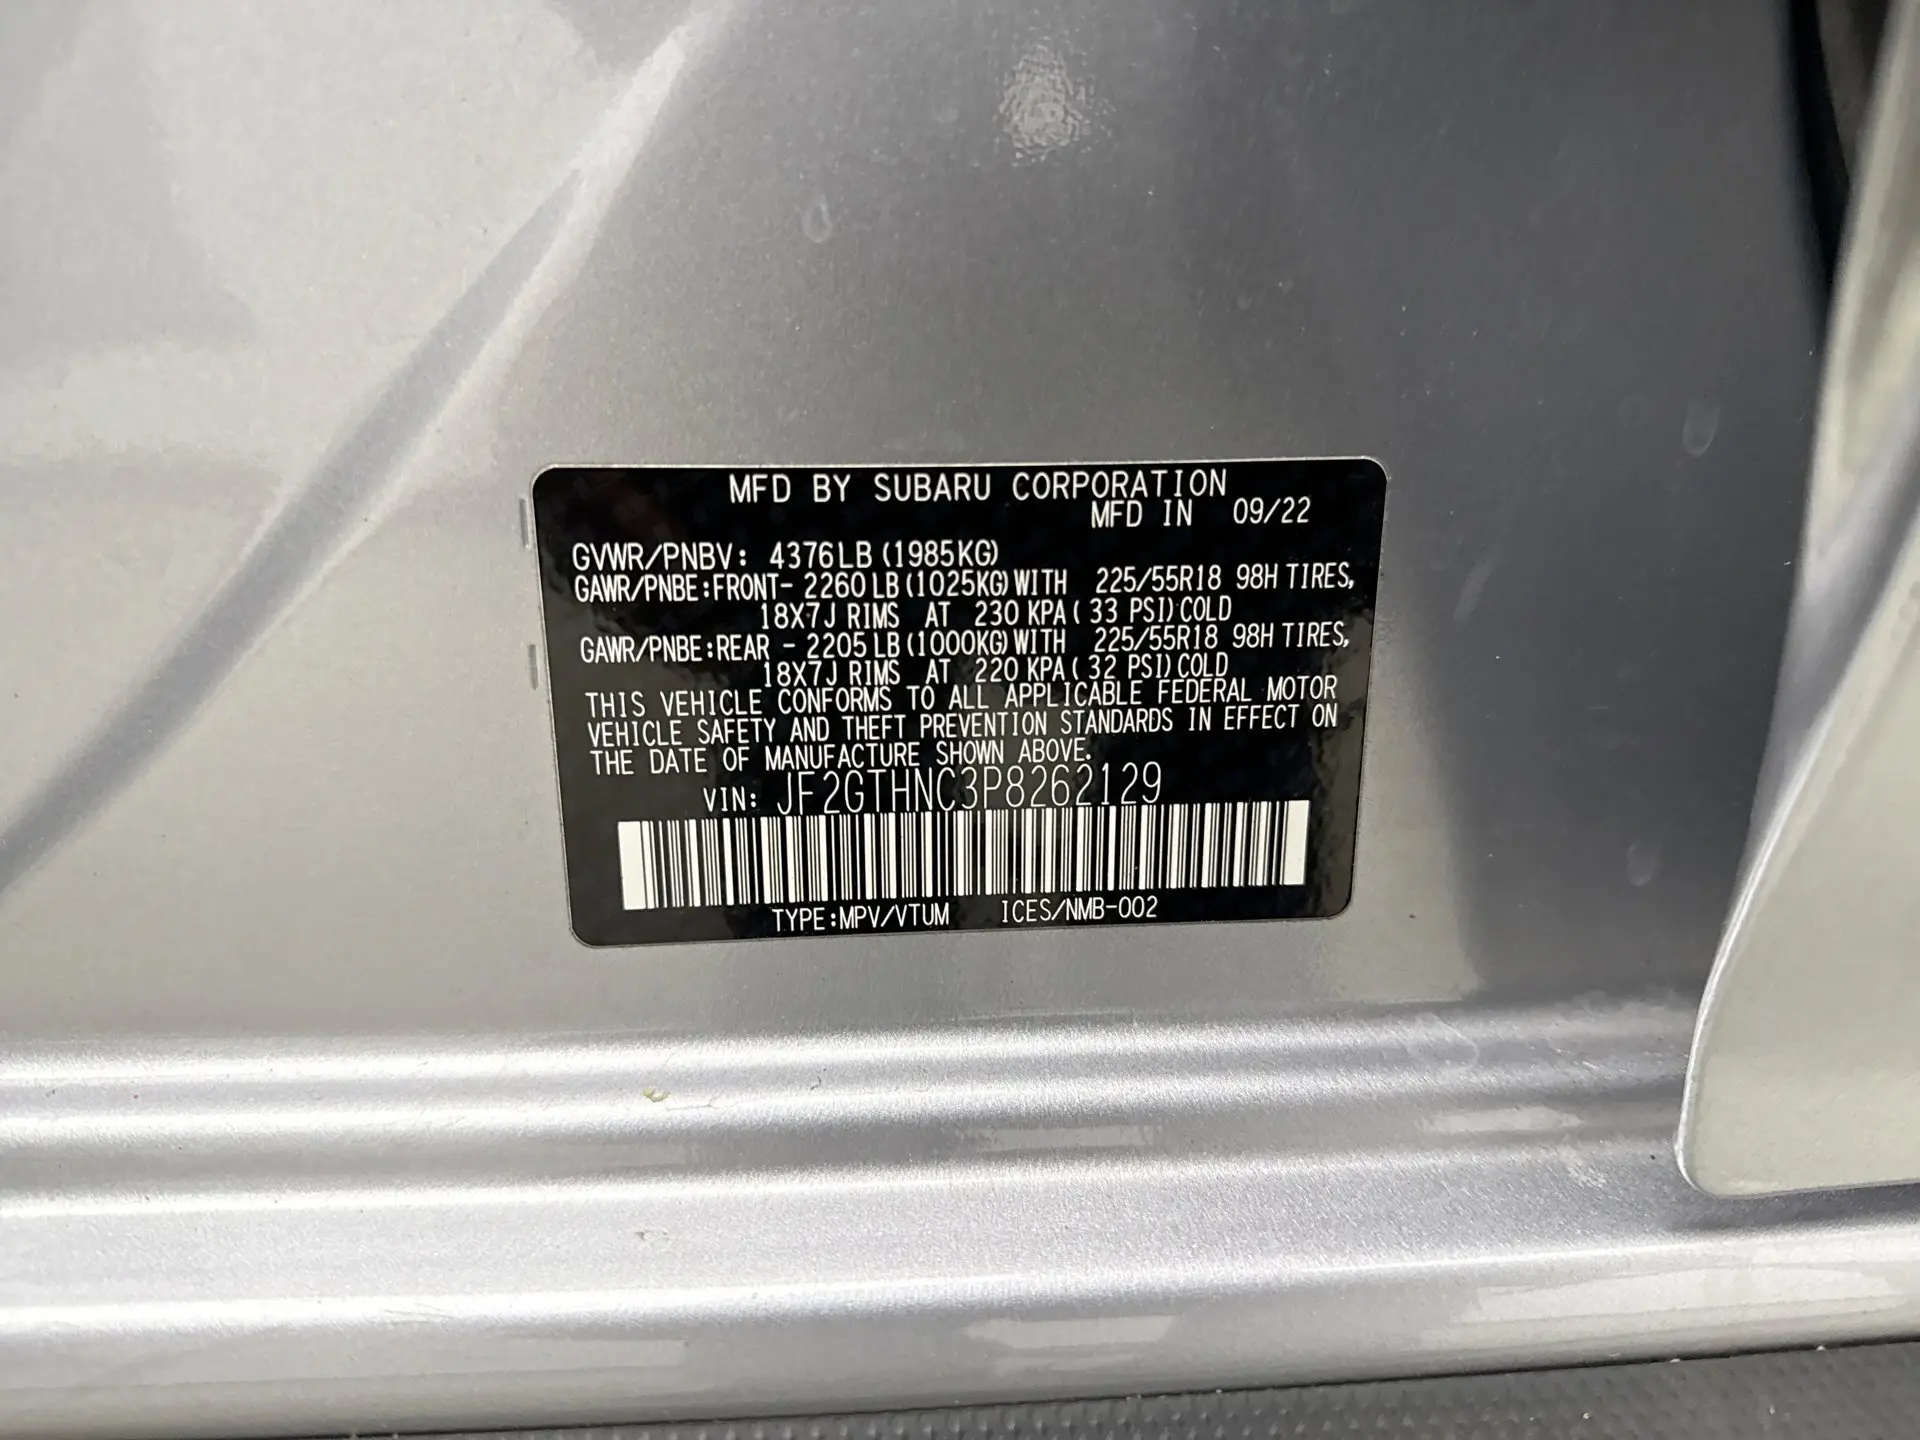 MFD BY SUBARU CORPORATION
MFD IN 09/22
GVWR/PNBV: 4376LB (1985KG)
GAWR/PNBE:FRONT- 2260LB (1025KG)WITH 225/55R18 98H TIRES,
18X7J RIMS AT 230 KPA( 33 PSI)COLD
GAWR/PNBE:REAR - 2205LB (1000KG)WITH 225/55R18 98H TIRES,
18X7J RIMS AT 220 KPA( 32 PSI)COLD
THIS VEHICLE CONFORMS TO ALL APPLICABLE FEDERAL MOTOR
VEHICLE SAFETY AND THEFT PREVENTION STANDARDS IN EFFECT ON
THE DATE OF MANUFACTURE SHOWN ABOVE.
VIN: JF2GTHNC3P8262129
TYPE:MPV/VTUM ICES/NMB-002